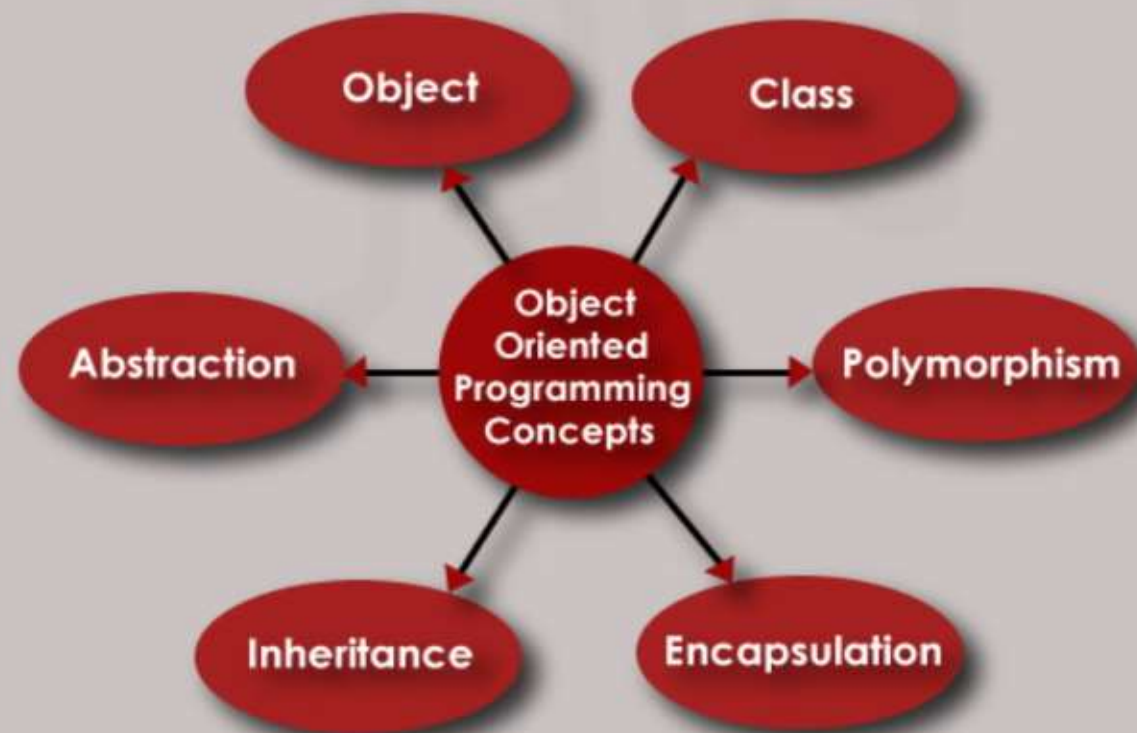 Object
Class
Object
Oriented
Programming
Concepts
Abstraction
Polymorphism
Inheritance
Encapsulation